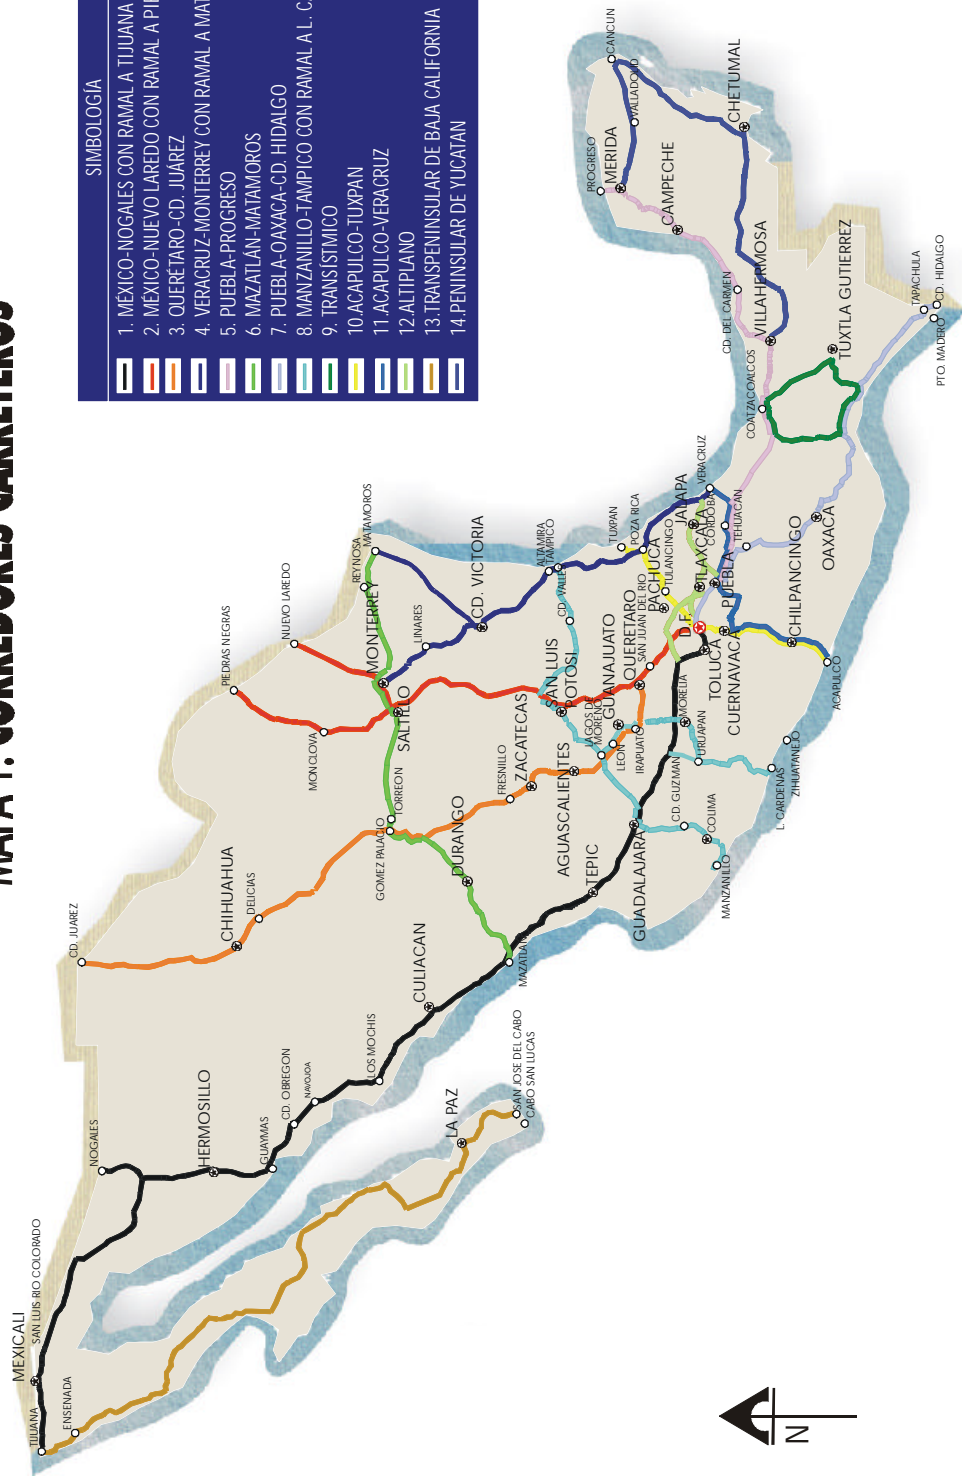 CORREDORES CARRETEROS
SIMBOLOGÍA
1. MÉXICO-NOGALES CON RAMAL A TIJUANA
2. MÉXICO-NUEVO LAREDO CON RAMAL A
3. QUERÉTARO-CD. JUÁREZ
4. VERACRUZ-MONTERREY CON RAMAL A
5. PUEBLA-PROGRESO
6. MAZATLÁN-MATAMOROS
7. PUEBLA-OAXACA-CD. HIDALGO
8. MANZANILLO-TAMPICO CON RAMAL A L.
9. TRANSÍSTMICO
10.ACAPULCO-TUXPAN
11.ACAPULCO-VERACRUZ
12.ALTIPLANO
13.TRANSPENINSULAR DE BAJA CALIFORNIA
14.PENINSULAR DE YUCATÁN
MEXICALI
SAN LUIS RIO COLORADO
TIJUANA
ENSENADA
NOGALES
HERMOSILLO
GUAYMAS
CD. OBREGON
NAVOJOA
LOS MOCHIS
CULIACAN
LA PAZ
SAN JOSE DEL CABO
CABO SAN LUCAS
CD. JUAREZ
CHIHUAHUA
DELICIAS
GOMEZ PALACIO
TORREON
DURANGO
MAZATLAN
PIEDRAS NEGRAS
NUEVO LAREDO
MONCLOVA
SALTILLO
MONTERREY
REYNOSA
MATAMOROS
LINARES
CD. VICTORIA
FRESNILLO
ZACATECAS
AGUASCALIENTES
SAN LUIS
POTOSI
CD. VALLES
ALTAMIRA
TAMPICO
TEPIC
GUADALAJARA
LAGOS DE
MORENO
LEON
GUANAJUATO
IRAPUATO
QUERETARO
SAN JUAN DEL RIO
PACHUCA
TULANCINGO
TUXPAN
POZA RICA
CD. GUZMAN
COLIMA
MANZANILLO
URUAPAN
MORELIA
L. CARDENAS
ZIHUATANEJO
TOLUCA
D.F.
CUERNAVACA
TLAXCALA
PUEBLA
JALAPA
CORDOBA
VERACRUZ
TEHUACAN
CHILPANCINGO
ACAPULCO
OAXACA
COATZACOALCOS
CD. DEL CARMEN
VILLAHERMOSA
TUXTLA GUTIERREZ
TAPACHULA
CD. HIDALGO
PTO. MADERO
CAMPECHE
PROGRESO
MERIDA
VALLADOLID
CANCUN
CHETUMAL
N